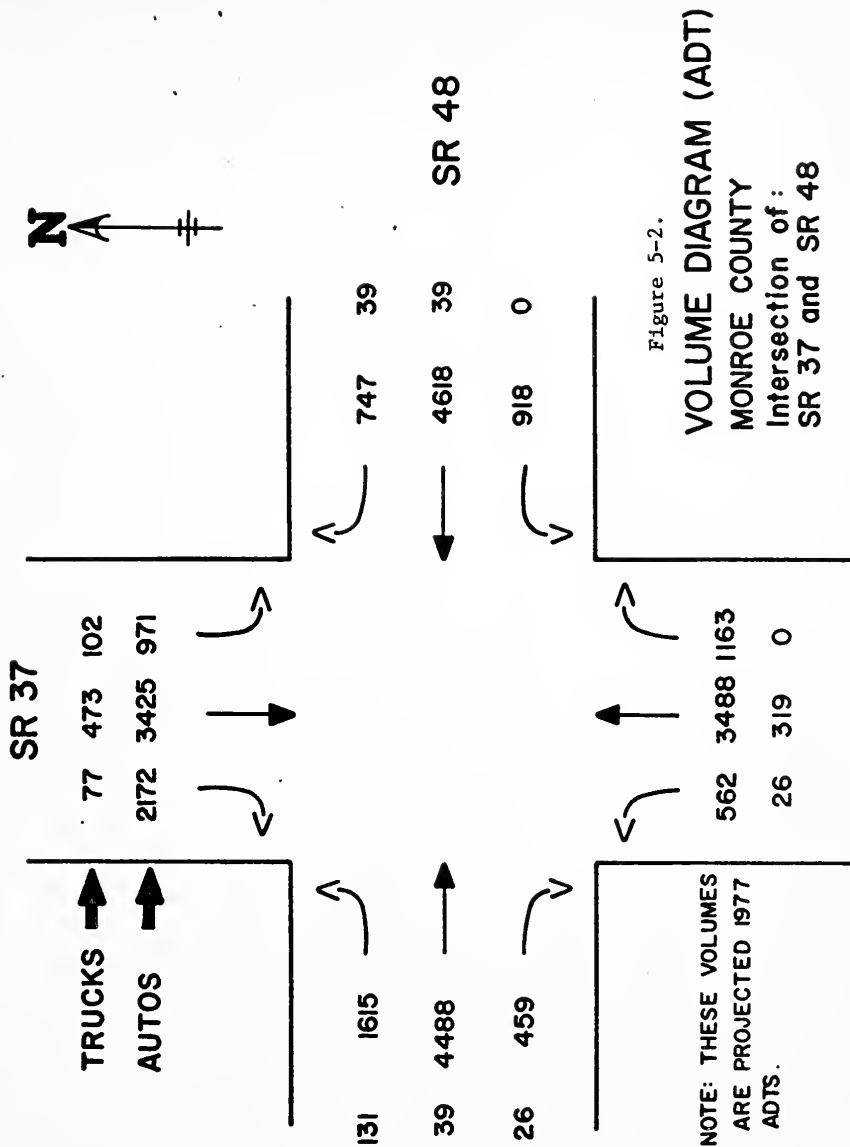 SR 37
N
TRUCKS 77 473 102
AUTOS 2172 3425 971
131 1615
39 4488
26 459
747 39
4618 39
918 0
SR 48
562 3488 1163
26 319 0
NOTE: THESE VOLUMES
ARE PROJECTED 1977
ADTS.
Figure 5-2.
VOLUME DIAGRAM (ADT)
MONROE COUNTY
Intersection of:
SR 37 and SR 48